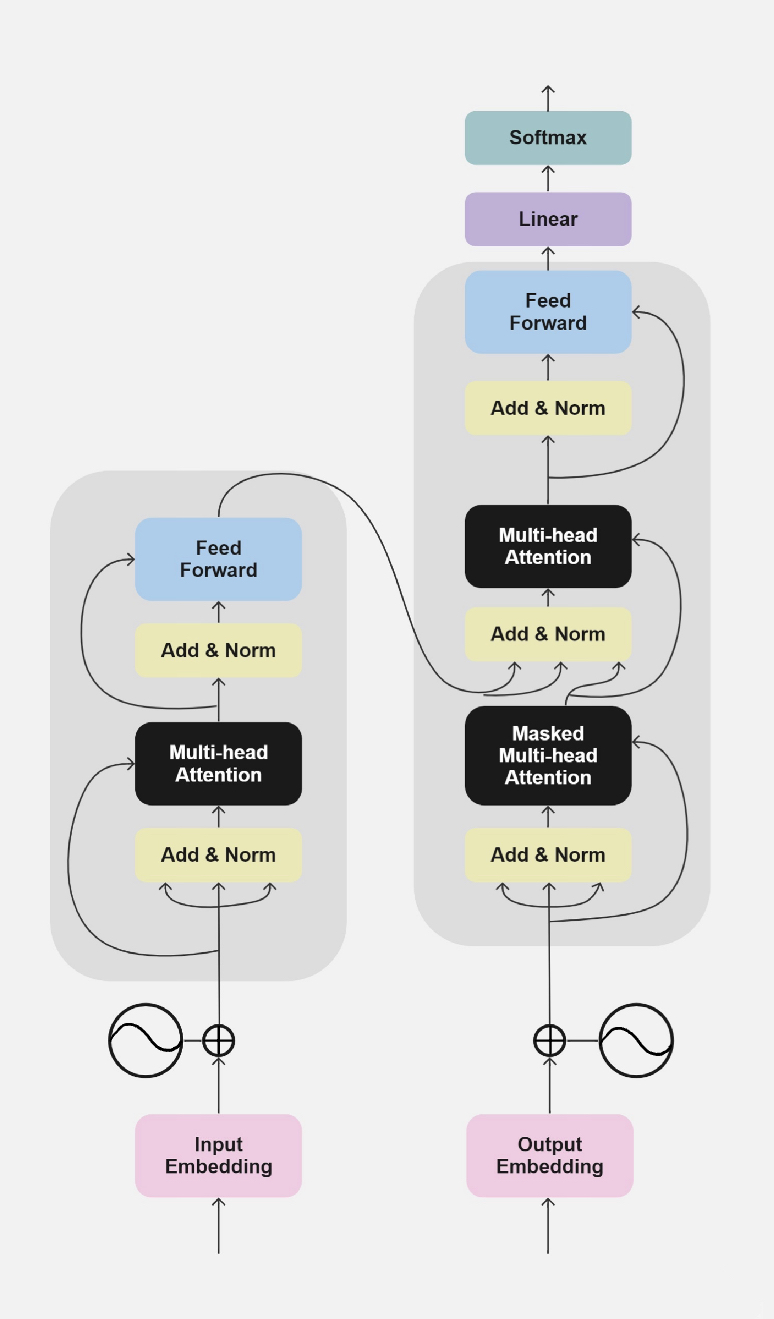 Softmax
Linear
Feed
Forward
Add & Norm
Multi-head
Attention
Add & Norm
Masked
Multi-head
Attention
Add & Norm
Output
Embedding
Feed
Forward
Add & Norm
Multi-head
Attention
Add & Norm
Input
Embedding